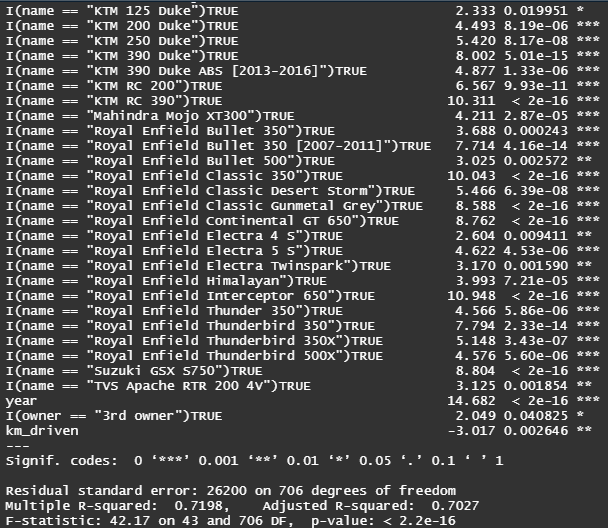 I(name == "KTM 125 Duke")TRUE 2.333 0.019951 *
I(name == "KTM 200 Duke")TRUE 4.493 8.19e-06 ***
I(name == "KTM 250 Duke")TRUE 5.420 8.17e-08 ***
I(name == "KTM 390 Duke")TRUE 8.002 5.01e-15 ***
I(name == "KTM 390 Duke ABS [2013-2016]")TRUE 4.877 1.33e-06 ***
I(name == "KTM RC 200")TRUE 6.567 9.93e-11 ***
I(name == "KTM RC 390")TRUE 10.311 < 2e-16 ***
I(name == "Mahindra Mojo XT300")TRUE 4.211 2.87e-05 ***
I(name == "Royal Enfield Bullet 350")TRUE 3.688 0.000243 ***
I(name == "Royal Enfield Bullet 350 [2007-2011]")TRUE 7.714 4.16e-14 ***
I(name == "Royal Enfield Bullet 500")TRUE 3.025 0.002572 **
I(name == "Royal Enfield Classic 350")TRUE 10.043 < 2e-16 ***
I(name == "Royal Enfield Classic Desert Storm")TRUE 5.466 6.39e-08 ***
I(name == "Royal Enfield Classic Gunmetal Grey")TRUE 8.588 < 2e-16 ***
I(name == "Royal Enfield Continental GT 650")TRUE 8.762 < 2e-16 ***
I(name == "Royal Enfield Electra 4 S")TRUE 2.604 0.009411 **
I(name == "Royal Enfield Electra 5 S")TRUE 4.622 4.53e-06 ***
I(name == "Royal Enfield Electra Twinspark")TRUE 3.170 0.001590 **
I(name == "Royal Enfield Himalayan")TRUE 3.993 7.21e-05 ***
I(name == "Royal Enfield Interceptor 650")TRUE 10.948 < 2e-16 ***
I(name == "Royal Enfield Thunder 350")TRUE 4.566 5.86e-06 ***
I(name == "Royal Enfield Thunderbird 350")TRUE 7.794 2.33e-14 ***
I(name == "Royal Enfield Thunderbird 350X")TRUE 5.148 3.43e-07 ***
I(name == "Royal Enfield Thunderbird 500X")TRUE 4.576 5.60e-06 ***
I(name == "Suzuki GSX S750")TRUE 8.804 < 2e-16 ***
I(name == "TVS Apache RTR 200 4V")TRUE 3.125 0.001854 **
year 14.682 < 2e-16 ***
I(owner == "3rd owner")TRUE 2.049 0.040825 *
km_driven -3.017 0.002646 **
---
Signif. codes: 0 ‘***’ 0.001 ‘**’ 0.01 ‘*’ 0.05 ‘.’ 0.1 ‘ ’ 1
Residual standard error: 26200 on 706 degrees of freedom
Multiple R-squared: 0.7198, Adjusted R-squared: 0.7027
F-Statistic: 42.17 on 43 and 706 DF, p-value: < 2.2e-16